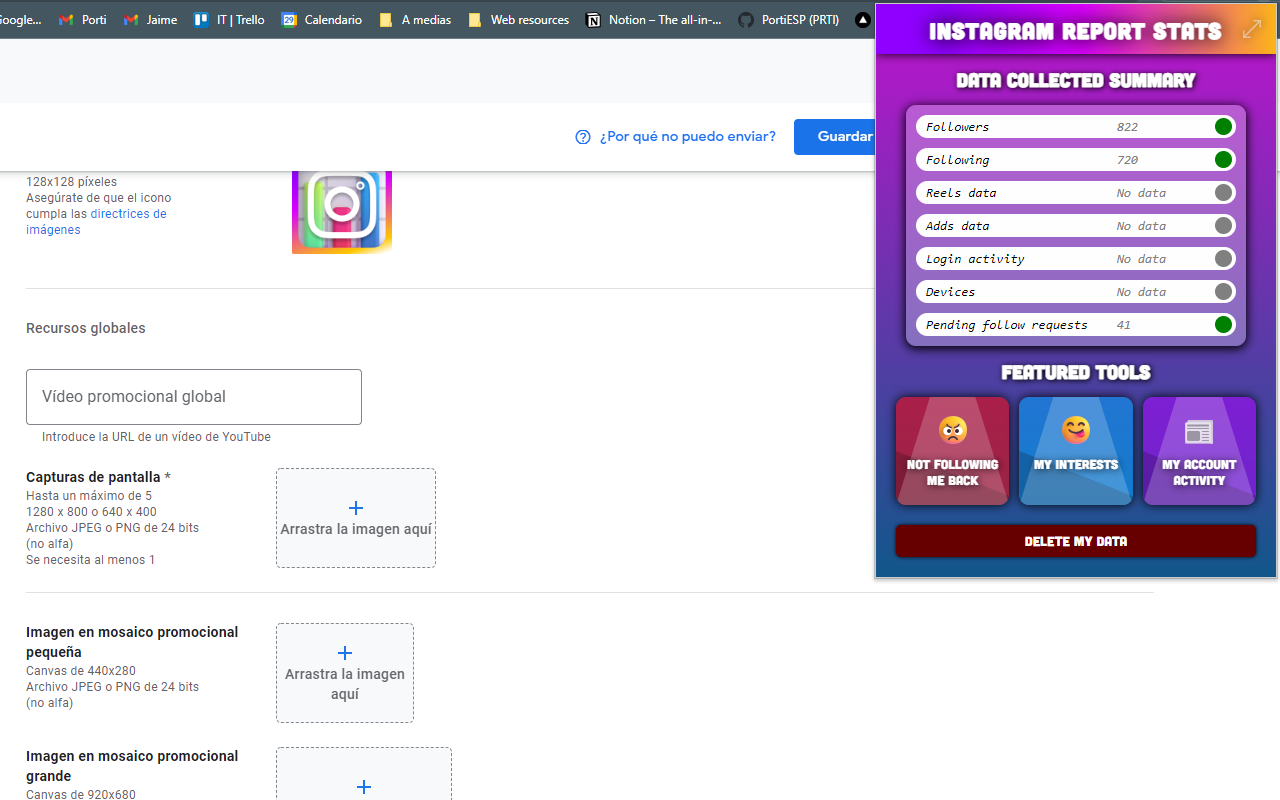 Google...
Porti
Jaime
IT | Trello
Calendario
A medias
Web resources
Notion – The all-in-...
PortiESP (PRTI)
¿Por qué no puedo enviar?
Guardar
128x128 píxeles
Asegúrate de que el icono
cumpla las directrices de
imágenes
Recursos globales
Vídeo promocional global
Introduce la URL de un vídeo de YouTube
Capturas de pantalla *
Hasta un máximo de 5
1280 x 800 o 640 x 400
Archivo JPEG o PNG de 24 bits
(no alfa)
Se necesita al menos 1
Arrastra la imagen aquí
Imagen en mosaico promocional
pequeña
Canvas de 440x280
Archivo JPEG o PNG de 24 bits
(no alfa)
Arrastra la imagen
aquí
Imagen en mosaico promocional
grande
Canvas de 920x680
INSTAGRAM REPORT STATS
DATA COLLECTED SUMMARY
Followers 822
Following 720
Reels data No data
Adds data No data
Login activity No data
Devices No data
Pending follow requests 41
FEATURED TOOLS
NOT FOLLOWING
ME BACK
MY INTERESTS
MY ACCOUNT
ACTIVITY
DELETE MY DATA